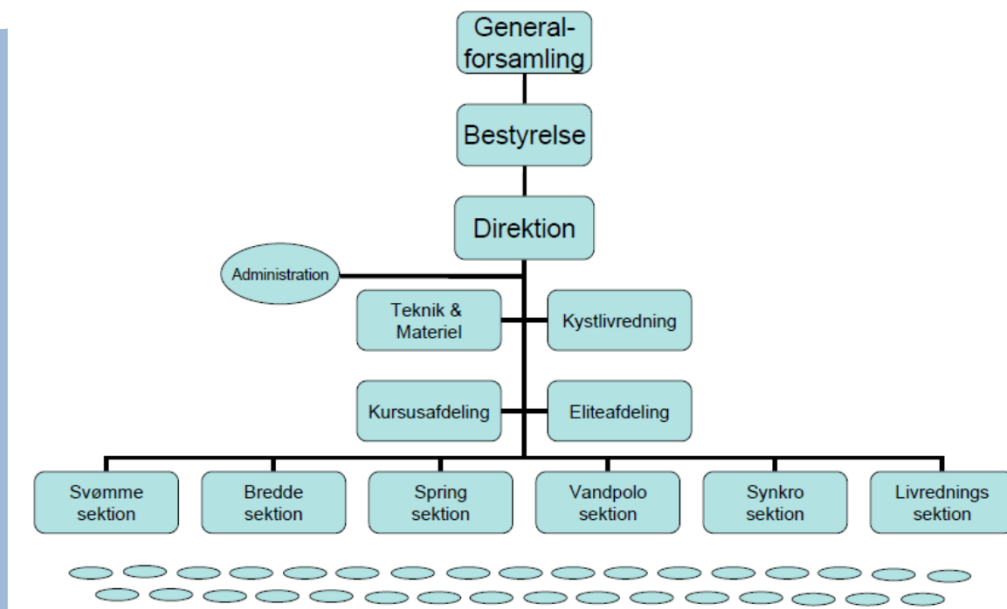 General-
forsamling
Bestyrelse
Direktion
Administration
Teknik &
Materiel
Kystlivredning
Kursusafdeling
Eliteafdeling
Svømme
sektion
Bredde
sektion
Spring
sektion
Vandpolo
sektion
Synkro
sektion
Livrednings
sektion